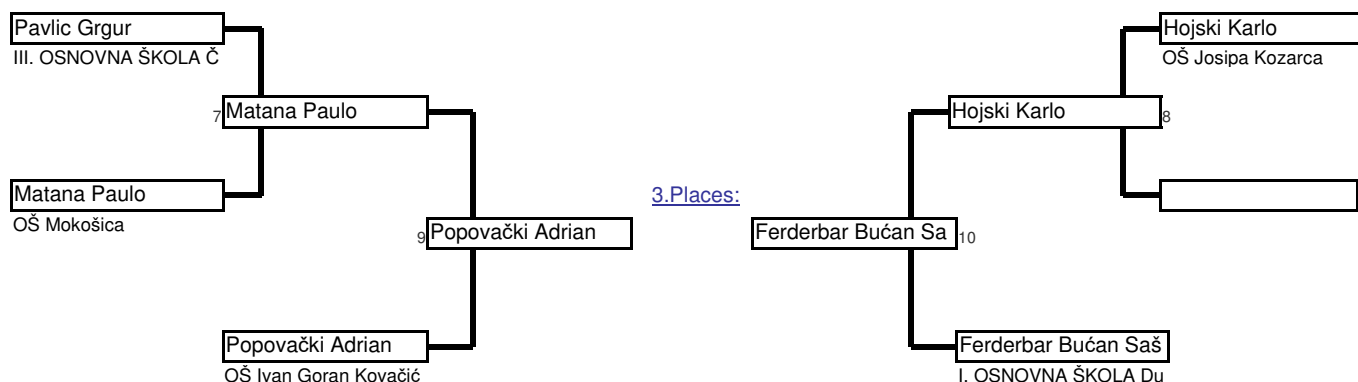 Pavlic Grgur
III. OSNOVNA ŠKOLA Č
7 Matana Paulo
Matana Paulo
OŠ Mokošica
9 Popovački Adrian
Popovački Adrian
OŠ Ivan Goran Kovačić
3.Places:
Hojski Karlo
OŠ Josipa Kozarca
Hojski Karlo 8
Ferderbar Bućan Sa 10
Ferderbar Bućan Saš
I. OSNOVNA ŠKOLA Du